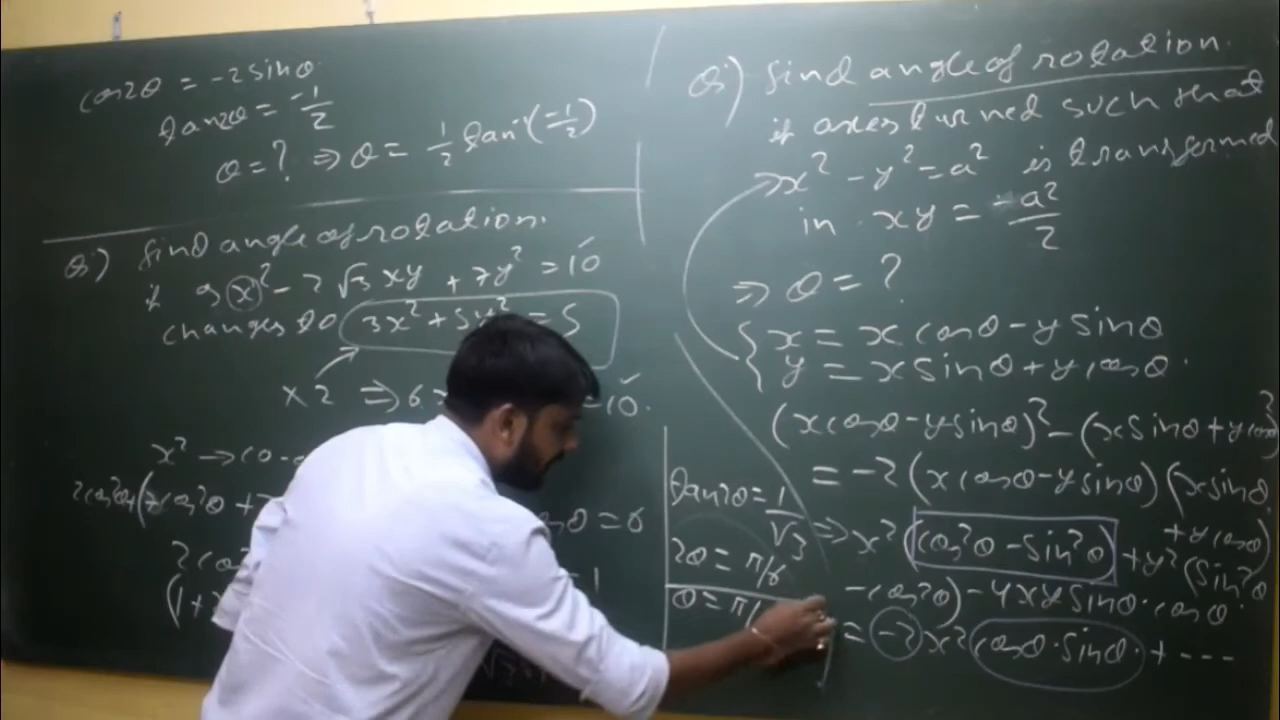 cos2θ = -2sinθ
tan2θ = -1/2
θ = ? ⇒ θ = 1/2 tan⁻¹(-1/2)
Q.) find angle of rotation.
if 9x² - 2√3xy + 7y² = 10
changes to 3x² + 5y² = 5
×2 ⇒ 6 = 10.
x² → co-
θ = 6
Q.) find angle of rotation.
if axes turned such that
x² - y² = a² is transformed
in xy = -a²/2
⇒ θ = ?
x = x cosθ - y sinθ
y = x sinθ + y cosθ.
(x cosθ - y sinθ)² - (x sinθ + y cosθ)²
= -2 (x cosθ - y sinθ) (x sinθ
+ y cosθ)
⇒ x² (cos²θ - sin²θ) + y² (sin²θ
- cos²θ) - 4xy sinθ·cosθ.
= -2x² cosθ·sinθ. + ---
tan2θ = 1/√3
2θ = π/6
θ = π/